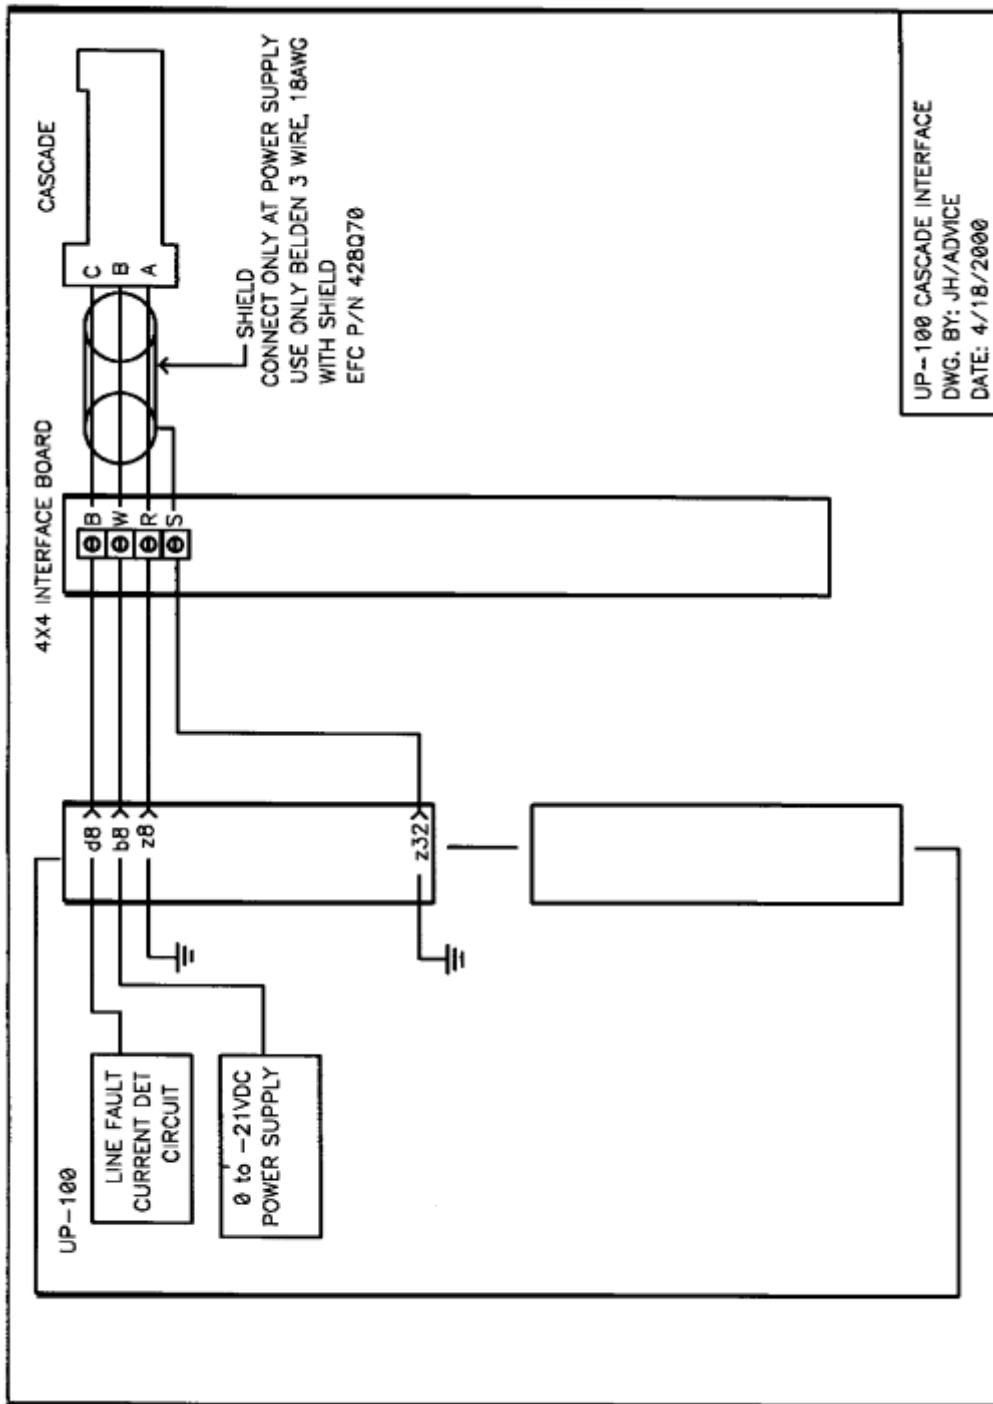 UP-100
LINE FAULT
CURRENT DET
CIRCUIT
0 to -21VDC
POWER SUPPLY
d8
b8
z8
z32
4X4 INTERFACE BOARD
B
W
R
S
CASCADE
C
B
A
SHIELD
CONNECT ONLY AT POWER SUPPLY
USE ONLY BELDEN 3 WIRE, 18AWG
WITH SHIELD
EFC P/N 428Q70
UP-100 CASCADE INTERFACE
DWG. BY: JH/ADVICE
DATE: 4/18/2000